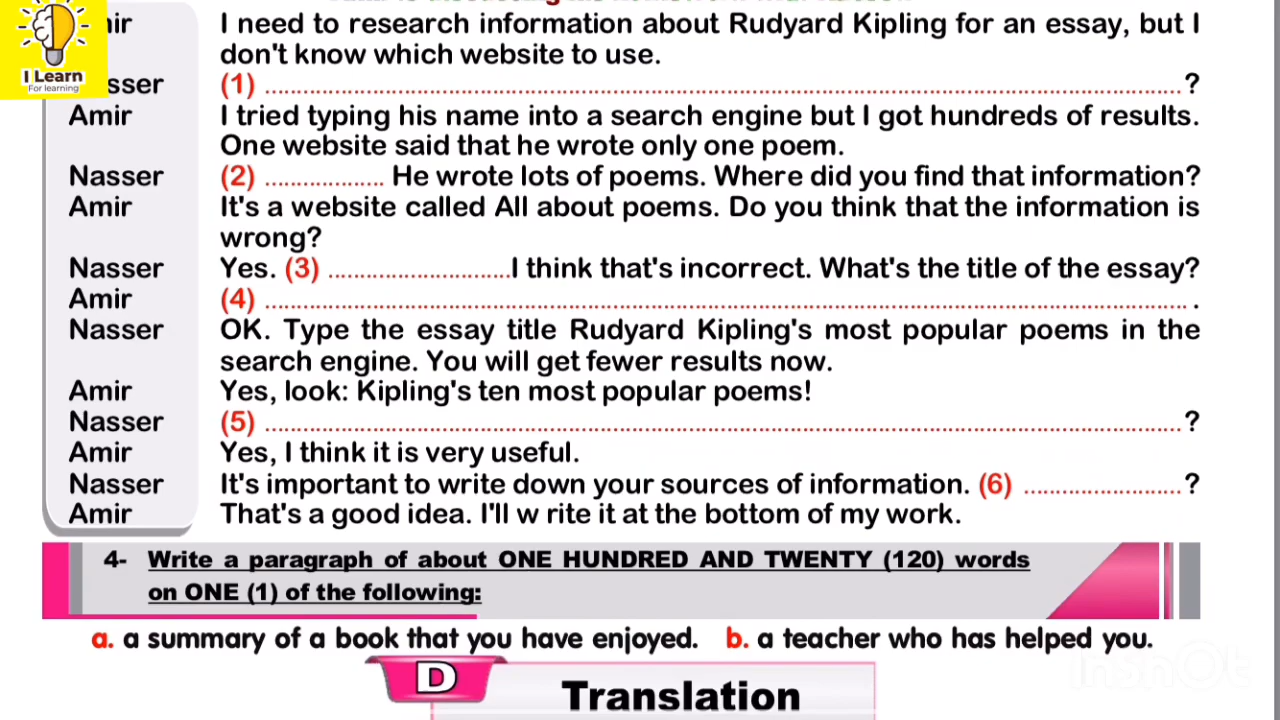 I need to research information about Rudyard Kipling for an essay, but I
don't know which website to use.
I Learn
For learning
(1) ..............................?
Amir I tried typing his name into a search engine but I got hundreds of results.
One website said that he wrote only one poem.
Nasser (2) .................. He wrote lots of poems. Where did you find that information?
Amir It's a website called All about poems. Do you think that the information is
wrong?
Nasser Yes. (3) ...........................I think that's incorrect. What's the title of the essay?
Amir (4) .............................. .
Nasser OK. Type the essay title Rudyard Kipling's most popular poems in the
search engine. You will get fewer results now.
Amir Yes, look: Kipling's ten most popular poems!
Nasser (5) ..............................?
Amir Yes, I think it is very useful.
Nasser It's important to write down your sources of information. (6) .......................?
Amir That's a good idea. I'll w rite it at the bottom of my work.
4- Write a paragraph of about ONE HUNDRED AND TWENTY (120) words
on ONE (1) of the following:
a. a summary of a book that you have enjoyed. b. a teacher who has helped you.
D
Translation